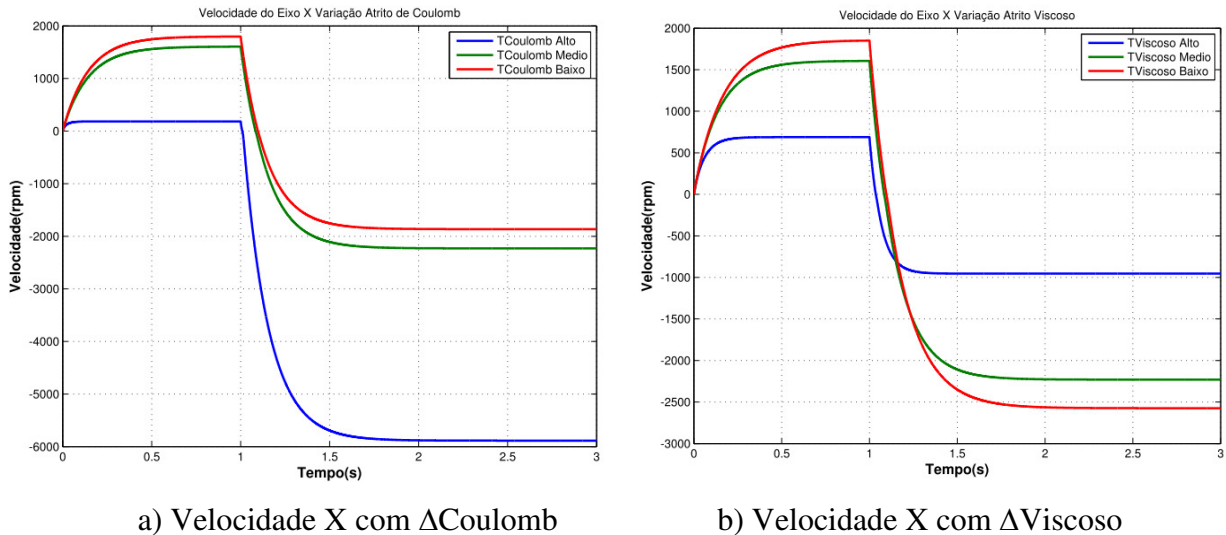 Velocidade do Eixo X Variação Atrito de Coulomb
TCoulomb Alto
TCoulomb Medio
TCoulomb Baixo
Velocidade(rpm)
2000
1000
0
-1000
-2000
-3000
-4000
-5000
-6000
0 0.5 1 1.5 2 2.5 3
Tempo(s)
a) Velocidade X com ΔCoulomb
Velocidade do Eixo X Variação Atrito Viscoso
TViscoso Alto
TViscoso Medio
TViscoso Baixo
Velocidade(rpm)
2000
1500
1000
500
0
-500
-1000
-1500
-2000
-2500
-3000
0 0.5 1 1.5 2 2.5 3
Tempo(s)
b) Velocidade X com ΔViscoso